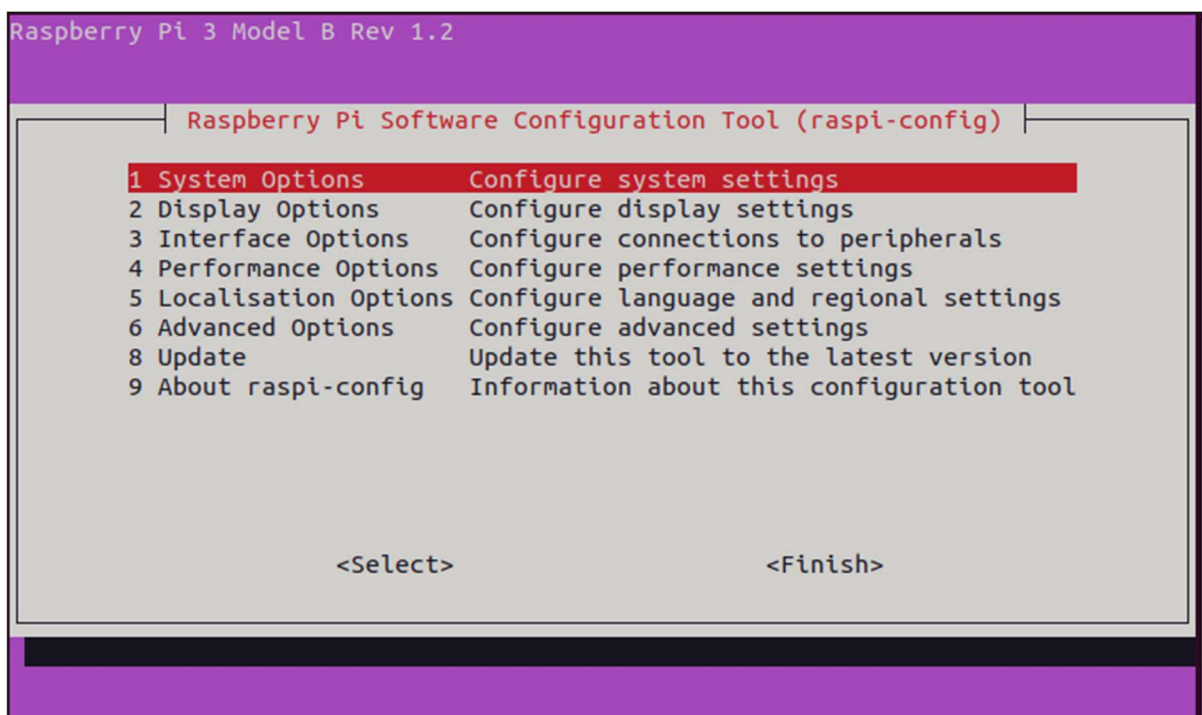 Raspberry Pi 3 Model B Rev 1.2
Raspberry Pi Software Configuration Tool (raspi-config)
1 System Options Configure system settings
2 Display Options Configure display settings
3 Interface Options Configure connections to peripherals
4 Performance Options Configure performance settings
5 Localisation Options Configure language and regional settings
6 Advanced Options Configure advanced settings
8 Update Update this tool to the latest version
9 About raspi-config Information about this configuration tool
<Select> <Finish>